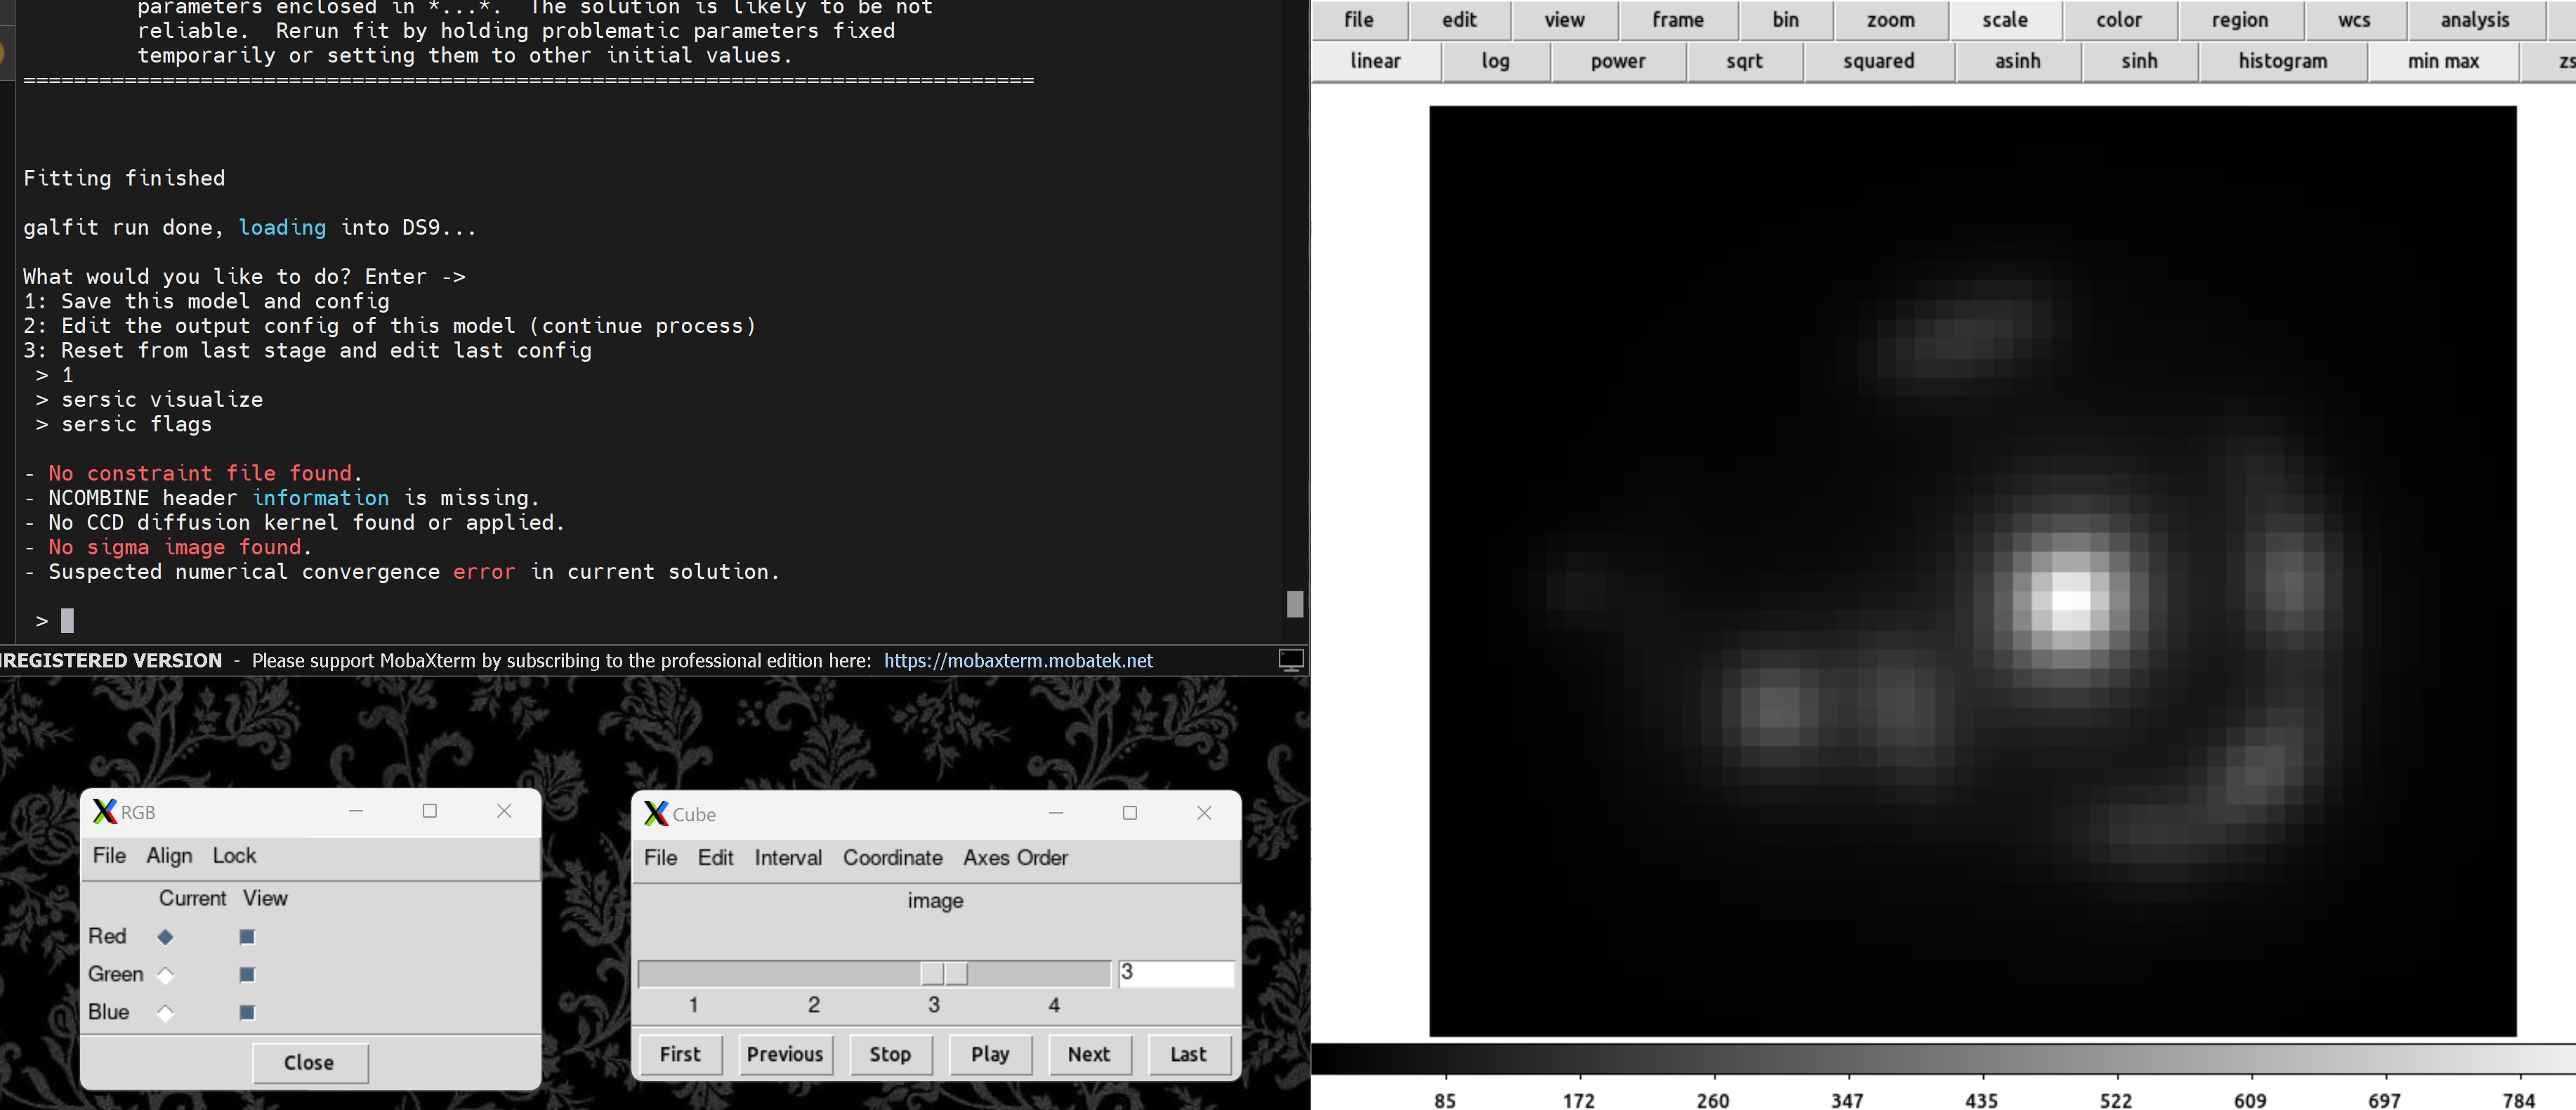 parameters enclosed in *...*.  The solution is likely to be not
reliable.  Rerun fit by holding problematic parameters fixed
temporarily or setting them to other initial values.
================================================================================
Fitting finished
galfit run done, loading into DS9...
What would you like to do? Enter ->
1: Save this model and config
2: Edit the output config of this model (continue process)
3: Reset from last stage and edit last config
> 1
> sersic visualize
> sersic flags
- No constraint file found.
- NCOMBINE header information is missing.
- No CCD diffusion kernel found or applied.
- No sigma image found.
- Suspected numerical convergence error in current solution.
>
REGISTERED VERSION - Please support MobaXterm by subscribing to the professional edition here: https://mobaxterm.mobatek.net
RGB
File Align Lock
Current View
Red
Green
Blue
Close
Cube
File Edit Interval Coordinate Axes Order
image
3
1 2 3 4
First Previous Stop Play Next Last
file edit view frame bin zoom scale color region wcs analysis
linear log power sqrt squared asinh sinh histogram min max zs
85 172 260 347 435 522 609 697 784